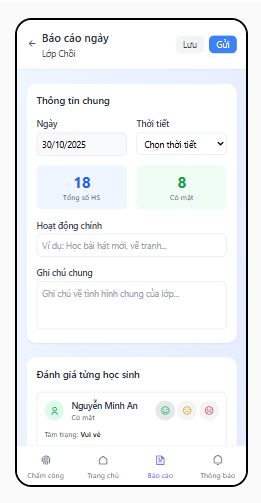 Báo cáo ngày
Lớp Chồi
Lưu
Gửi
Thông tin chung
Ngày
Thời tiết
30/10/2025
Chọn thời tiết
18
Tổng số HS
8
Có mặt
Hoạt động chính
Ví dụ: Học bài hát mới, vẽ tranh...
Ghi chú chung
Ghi chú về tình hình chung của lớp...
Đánh giá từng học sinh
Nguyễn Minh An
Có mặt
Tâm trạng: Vui vẻ
Chấm công
Trang chủ
Báo cáo
Thông báo